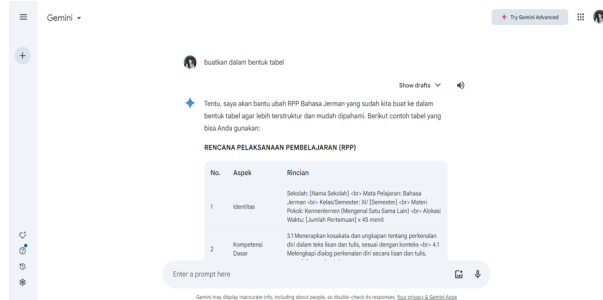 Gemini
Try Gemini Advanced
buatkan dalam bentuk tabel
Show drafts
Tentu, saya akan bantu ubah RPP Bahasa Jerman yang sudah kita buat ke dalam
bentuk tabel agar lebih terstruktur dan mudah dipahami. Berikut contoh tabel yang
bisa Anda gunakan:
RENCANA PELAKSANAAN PEMBELAJARAN (RPP)
No. Aspek Rincian
Sekolah: [Nama Sekolah] <br> Mata Pelajaran: Bahasa
Jerman <br> Kelas/Semester: XI/ [Semester] <br> Materi
1 Identitas
Pokok: Kennenlernen (Mengenal Satu Sama Lain) <br> Alokasi
Waktu: [Jumlah Pertemuan] x 45 menit
3.1 Menerapkan kosakata dan ungkapan tentang perkenalan
2 Kompetensi Dasar
diri dalam teks lisan dan tulis, sesuai dengan konteks <br> 4.1
Melengkapi dialog perkenalan diri secara lisan dan tulis,
Enter a prompt here
Gemini may display inaccurate info, including about people, so double-check its responses. Your privacy & Gemini Apps